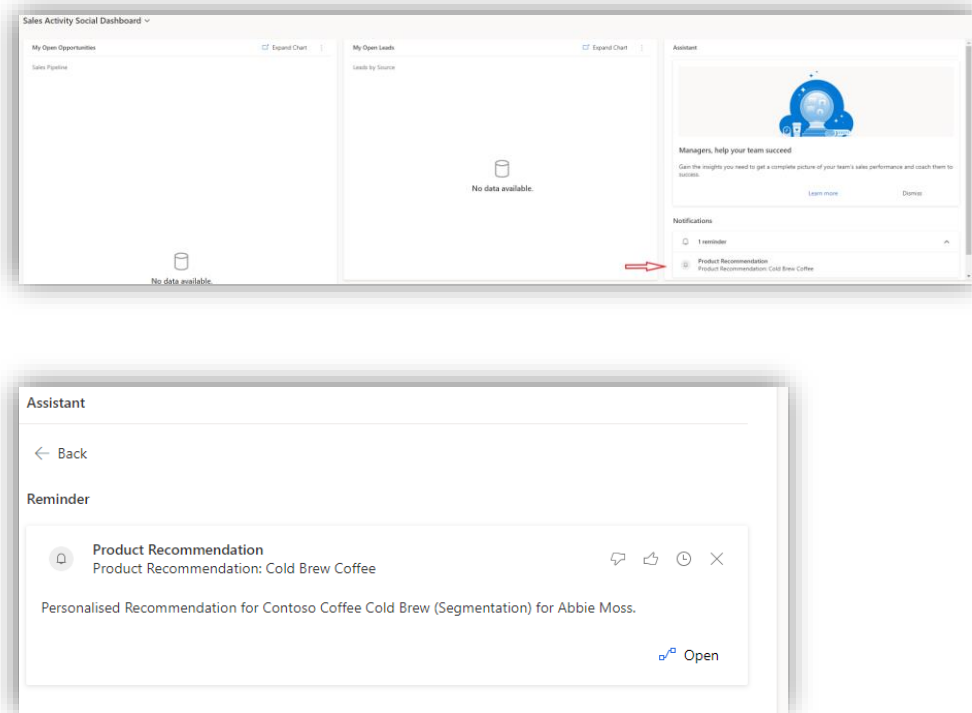 Sales Activity Social Dashboard
My Open Opportunities
Expand Chart
Sales Pipeline
No data available.
My Open Leads
Expand Chart
Leads by Source
No data available.
Assistant
Managers, help your team succeed
Gain the insights you need to get a complete picture of your team's sales performance and coach them to
success.
Learn more
Dismiss
Notifications
1 reminder
Product Recommendation
Product Recommendation: Cold Brew Coffee
Assistant
Back
Reminder
Product Recommendation
Product Recommendation: Cold Brew Coffee
Personalised Recommendation for Contoso Coffee Cold Brew (Segmentation) for Abbie Moss.
Open